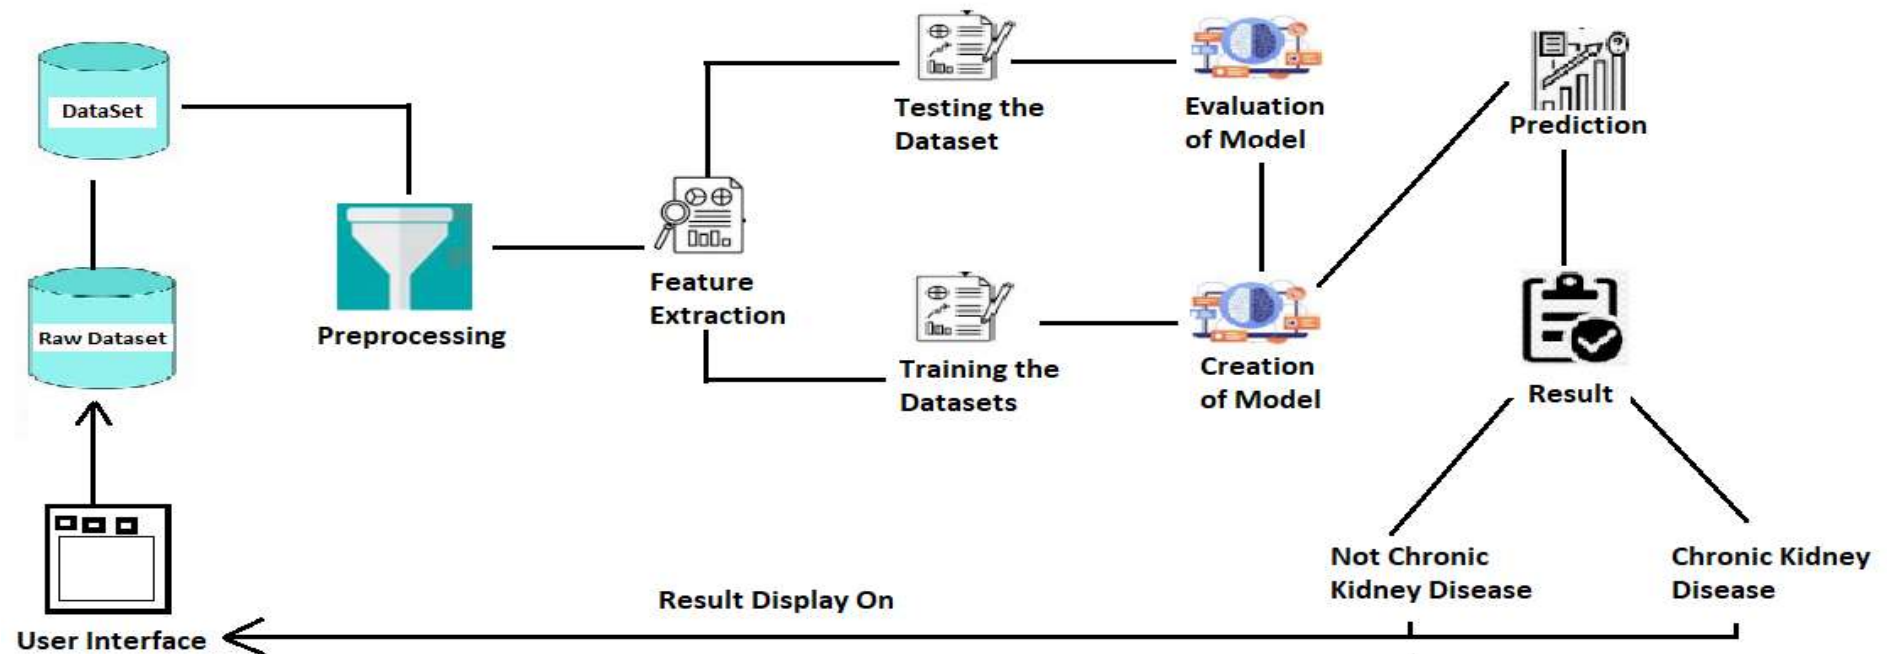 DataSet
Raw Dataset
User Interface
Preprocessing
Feature
Extraction
Testing the
Dataset
Training the
Datasets
Evaluation
of Model
Creation
of Model
Prediction
Result
Not Chronic
Kidney Disease
Chronic Kidney
Disease
Result Display On